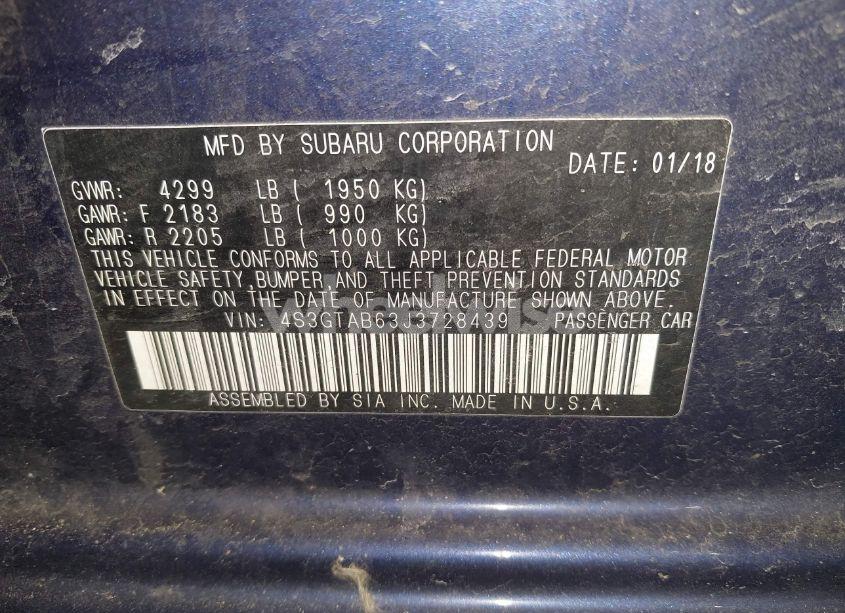 MFD BY SUBARU CORPORATION
DATE: 01/18
GVWR: 4299 LB ( 1950 KG)
GAWR: F 2183 LB ( 990 KG)
GAWR: R 2205 LB ( 1000 KG)
THIS VEHICLE CONFORMS TO ALL APPLICABLE FEDERAL MOTOR
VEHICLE SAFETY,BUMPER,AND THEFT PREVENTION STANDARDS
IN EFFECT ON THE DATE OF MANUFACTURE SHOWN ABOVE.
VIN: 4S3GTAB63J3728439 PASSENGER CAR
ASSEMBLED BY SIA INC. MADE IN U.S.A.